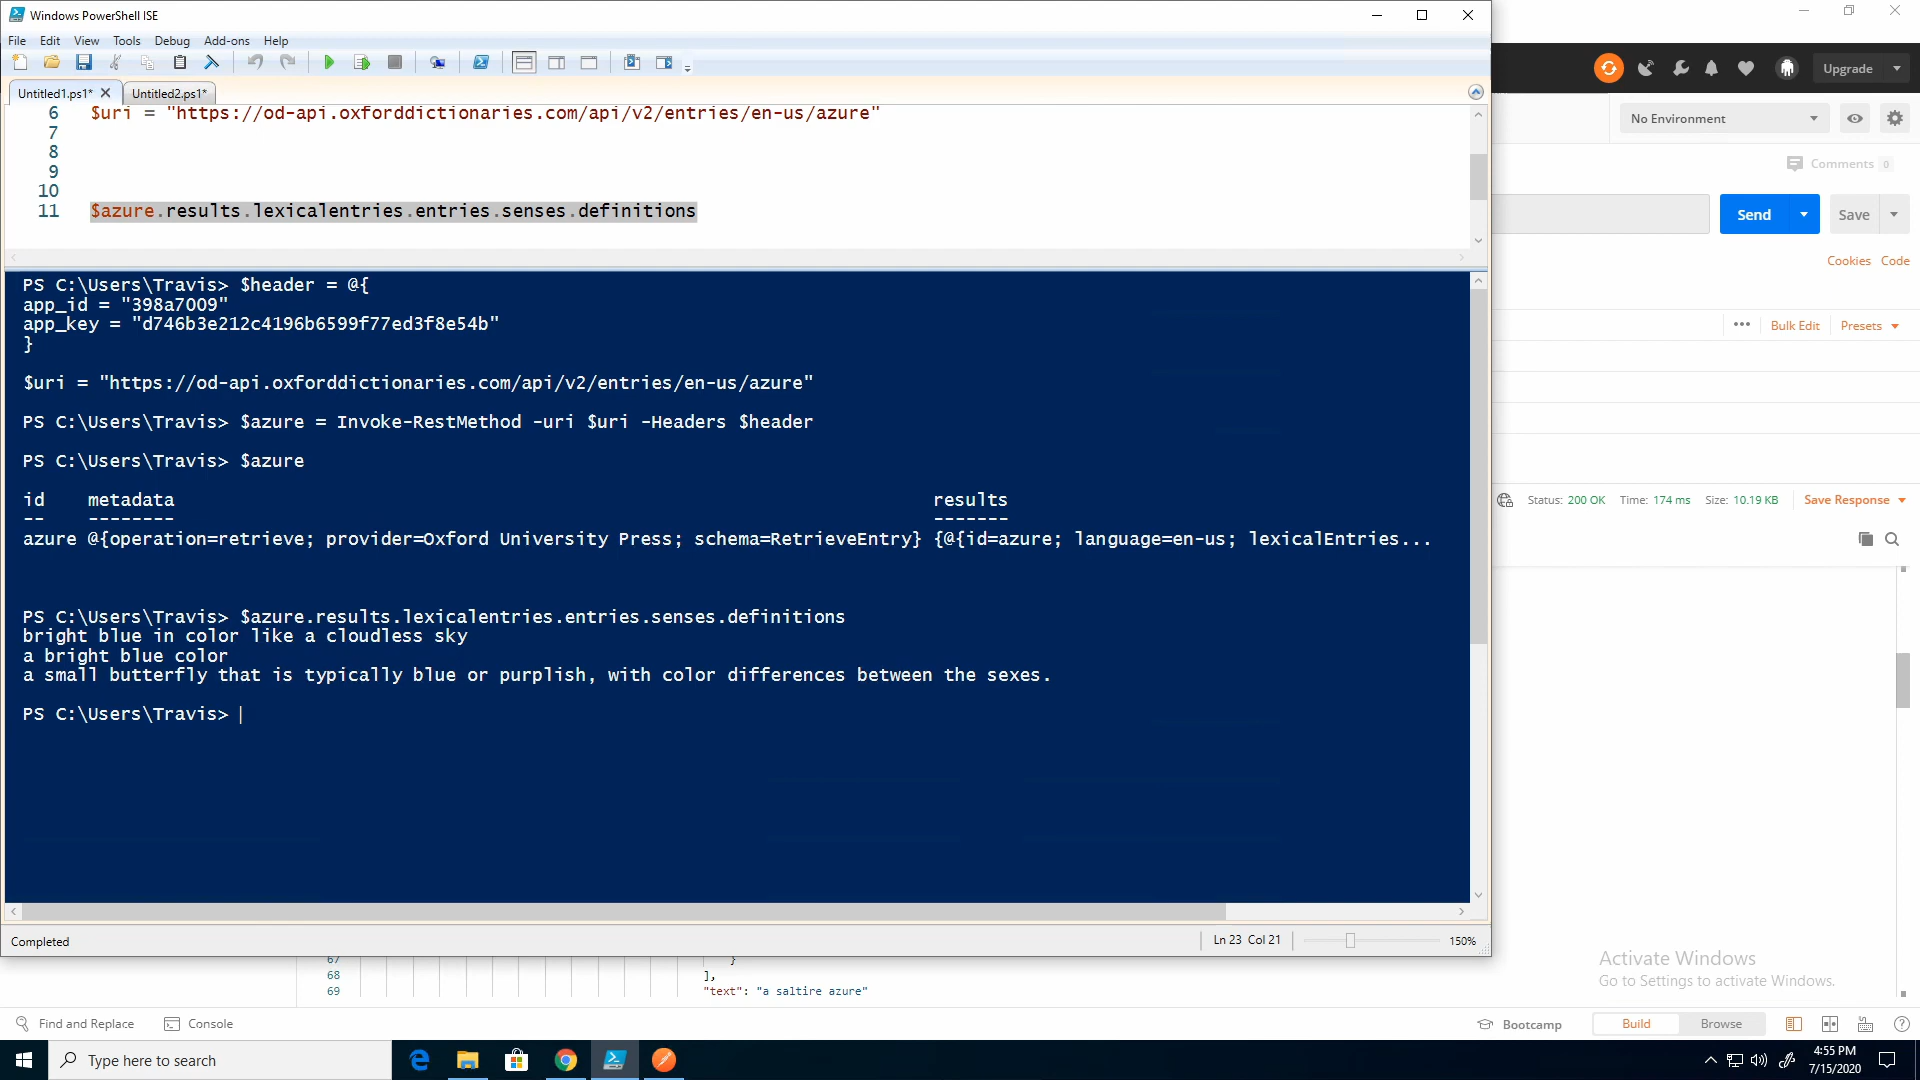 Windows PowerShell ISE
File Edit View Tools Debug Add-ons Help
Untitled1.ps1* Untitled2.ps1*
6 $uri = "https://od-api.oxforddictionaries.com/api/v2/entries/en-us/azure"
7
8
9
10
11 $azure.results.lexicalentries.entries.senses.definitions
PS C:\Users\Travis> $header = @{
app_id = "398a7009"
app_key = "d746b3e212c4196b6599f77ed3f8e54b"
}
$uri = "https://od-api.oxforddictionaries.com/api/v2/entries/en-us/azure"
PS C:\Users\Travis> $azure = Invoke-RestMethod -uri $uri -Headers $header
PS C:\Users\Travis> $azure
id metadata results
-- -------- -------
azure @{operation=retrieve; provider=Oxford University Press; schema=RetrieveEntry} {@{id=azure; language=en-us; lexicalEntries...
PS C:\Users\Travis> $azure.results.lexicalentries.entries.senses.definitions
bright blue in color like a cloudless sky
a bright blue color
a small butterfly that is typically blue or purplish, with color differences between the sexes.
PS C:\Users\Travis>
Completed Ln 23 Col 21 150%
Upgrade
No Environment
Comments 0
Send Save
Cookies Code
Bulk Edit Presets
Status: 200 OK Time: 174 ms Size: 10.19 KB Save Response
67 }
68 ],
69 "text": "a saltire azure"
Activate Windows
Go to Settings to activate Windows.
Find and Replace Console Bootcamp Build Browse
Type here to search
4:55 PM
7/15/2020